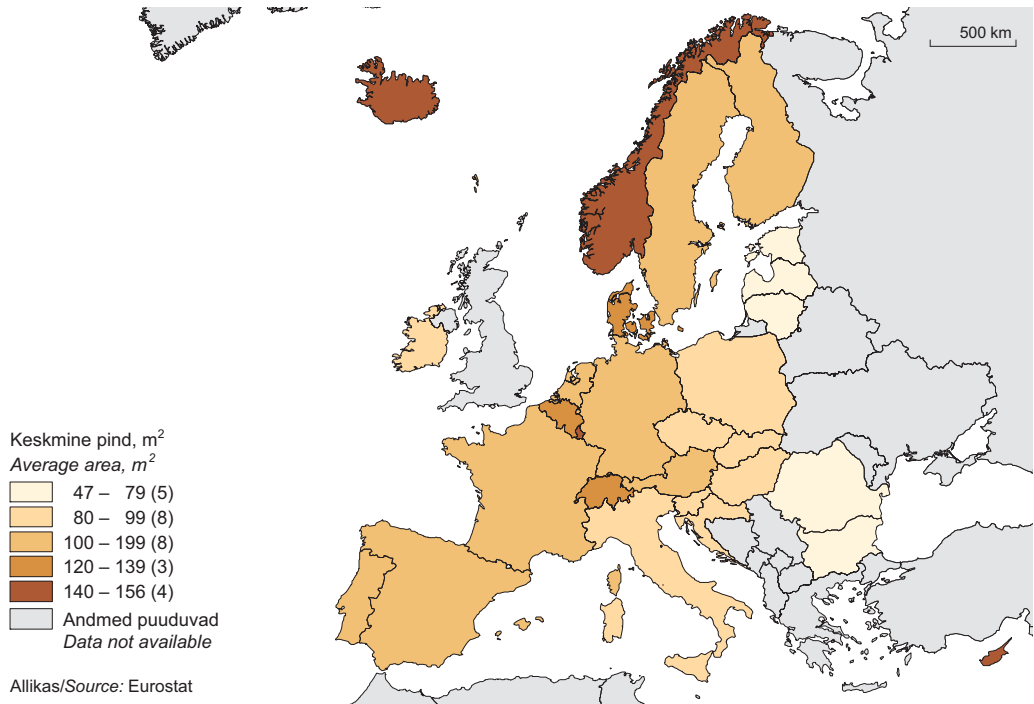 500 km
Keskmine pind, m²
Average area, m²
47 – 79 (5)
80 – 99 (8)
100 – 199 (8)
120 – 139 (3)
140 – 156 (4)
Andmed puuduvad
Data not available
Allikas/Source: Eurostat